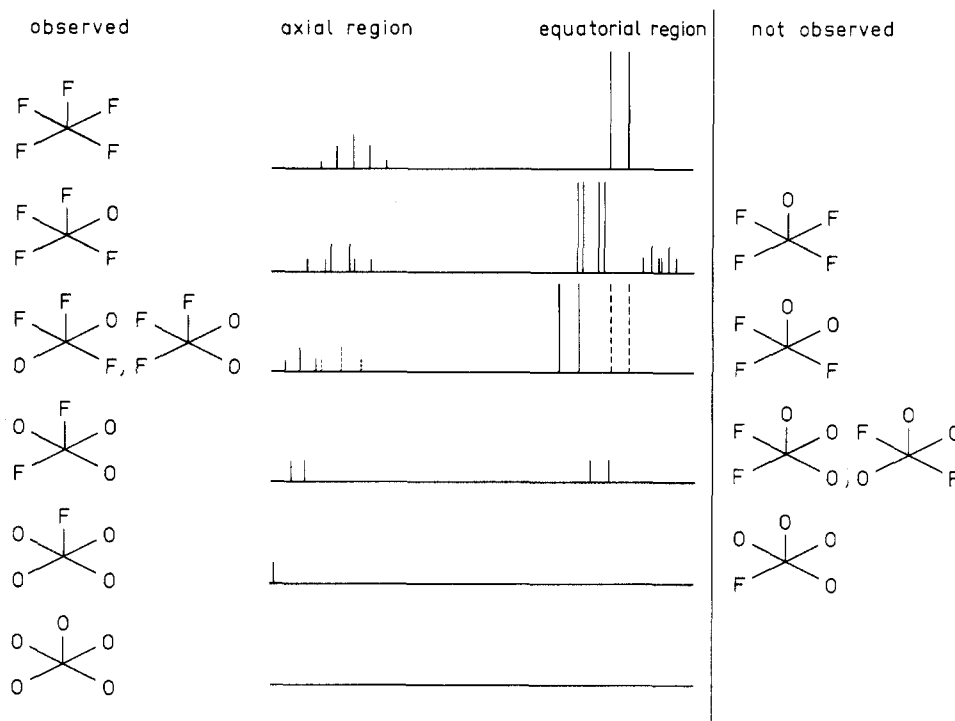 observed axial region equatorial region not observed
F
F F
F F
F
F O
F F
O
F F
F F
F F
F O F O
O F, F O
O
F O
F F
F
O O
F O
O O
F O F O
F O, O F
F
O O
O O
O
O O
F O
O
O O
O O